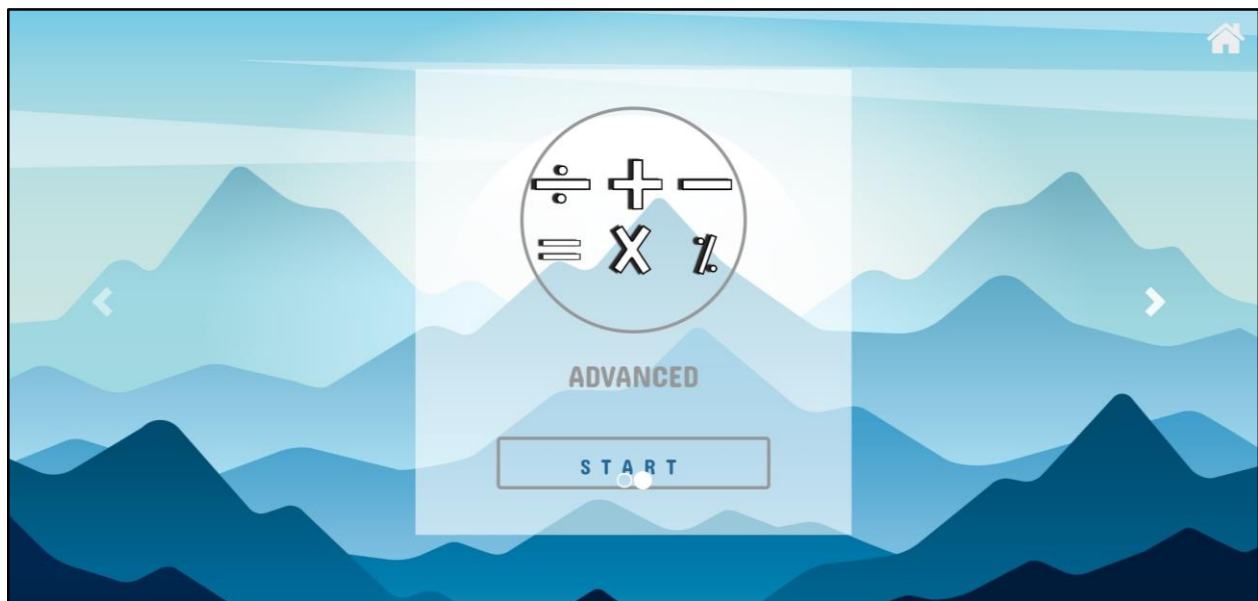 ÷ + −
= X %
ADVANCED
START